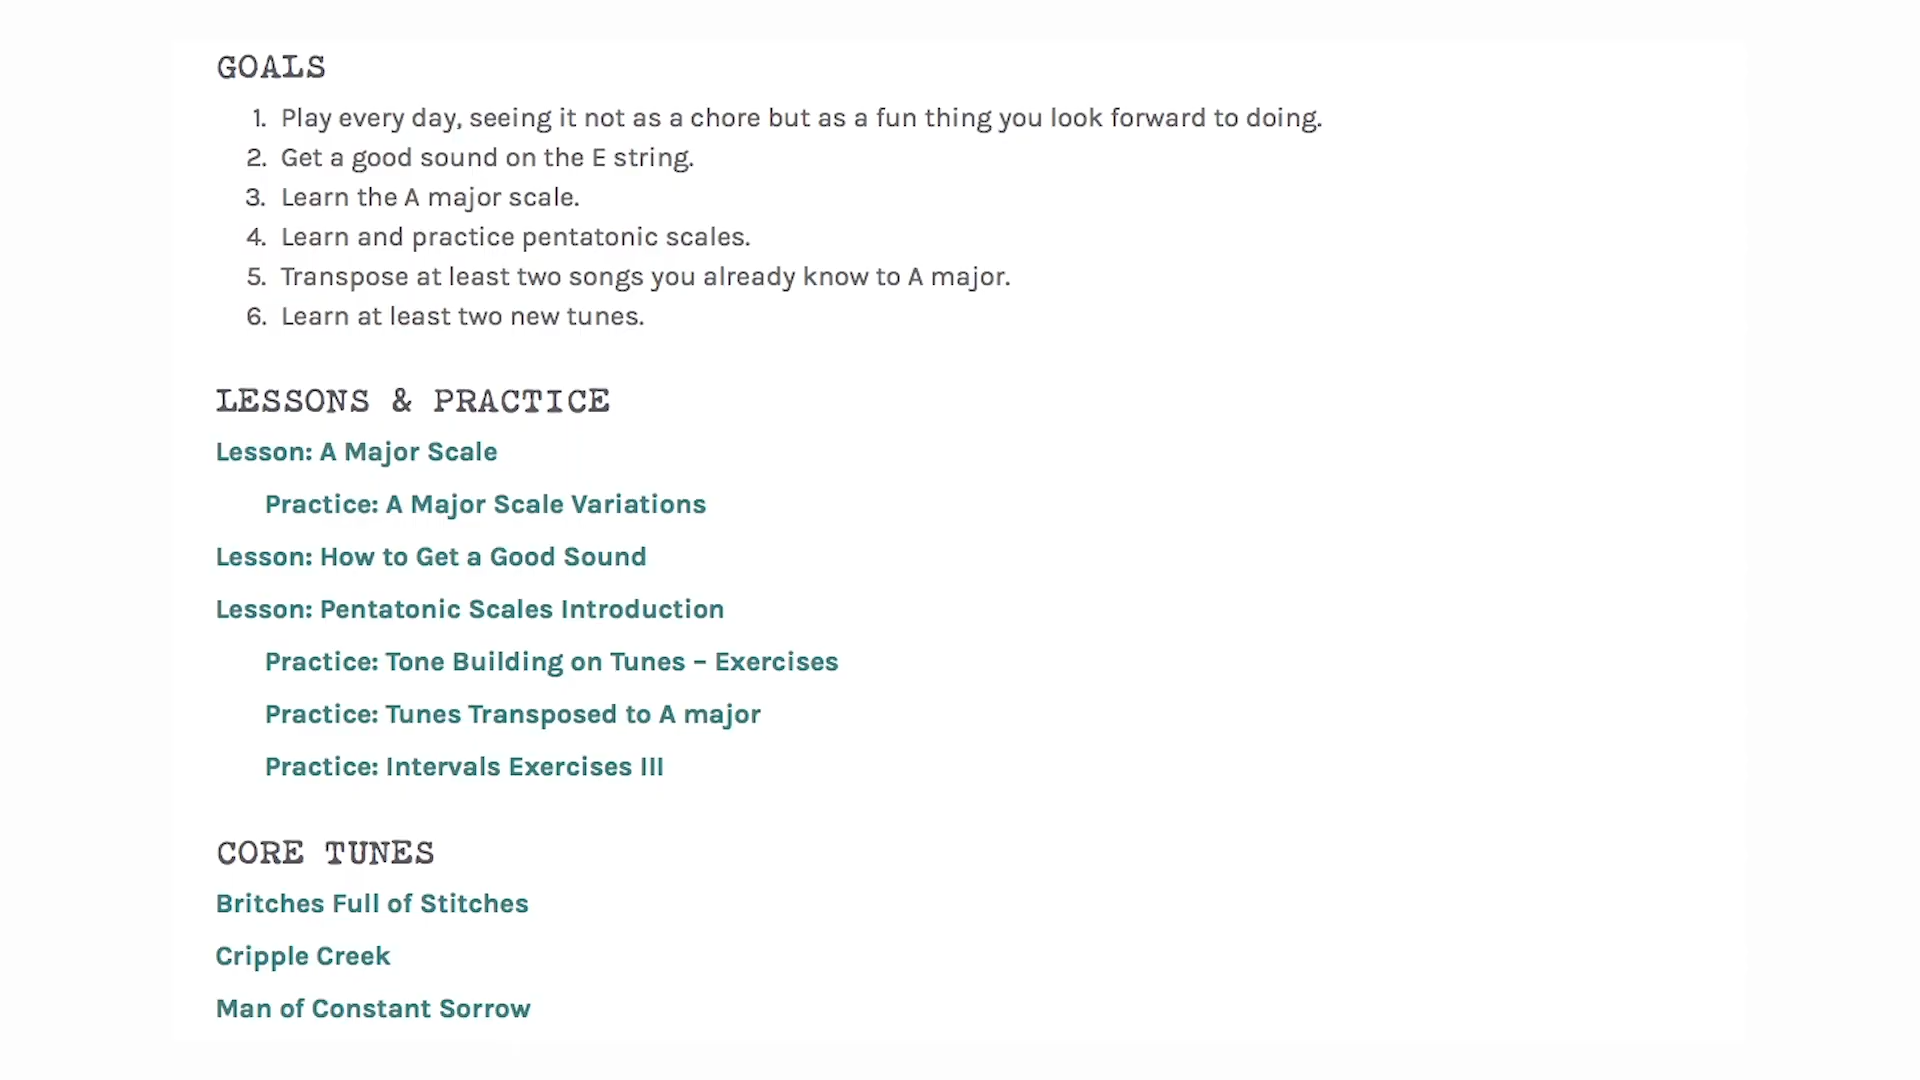 GOALS
1. Play every day, seeing it not as a chore but as a fun thing you look forward to doing.
2. Get a good sound on the E string.
3. Learn the A major scale.
4. Learn and practice pentatonic scales.
5. Transpose at least two songs you already know to A major.
6. Learn at least two new tunes.
LESSONS & PRACTICE
Lesson: A Major Scale
Practice: A Major Scale Variations
Lesson: How to Get a Good Sound
Lesson: Pentatonic Scales Introduction
Practice: Tone Building on Tunes – Exercises
Practice: Tunes Transposed to A major
Practice: Intervals Exercises III
CORE TUNES
Britches Full of Stitches
Cripple Creek
Man of Constant Sorrow